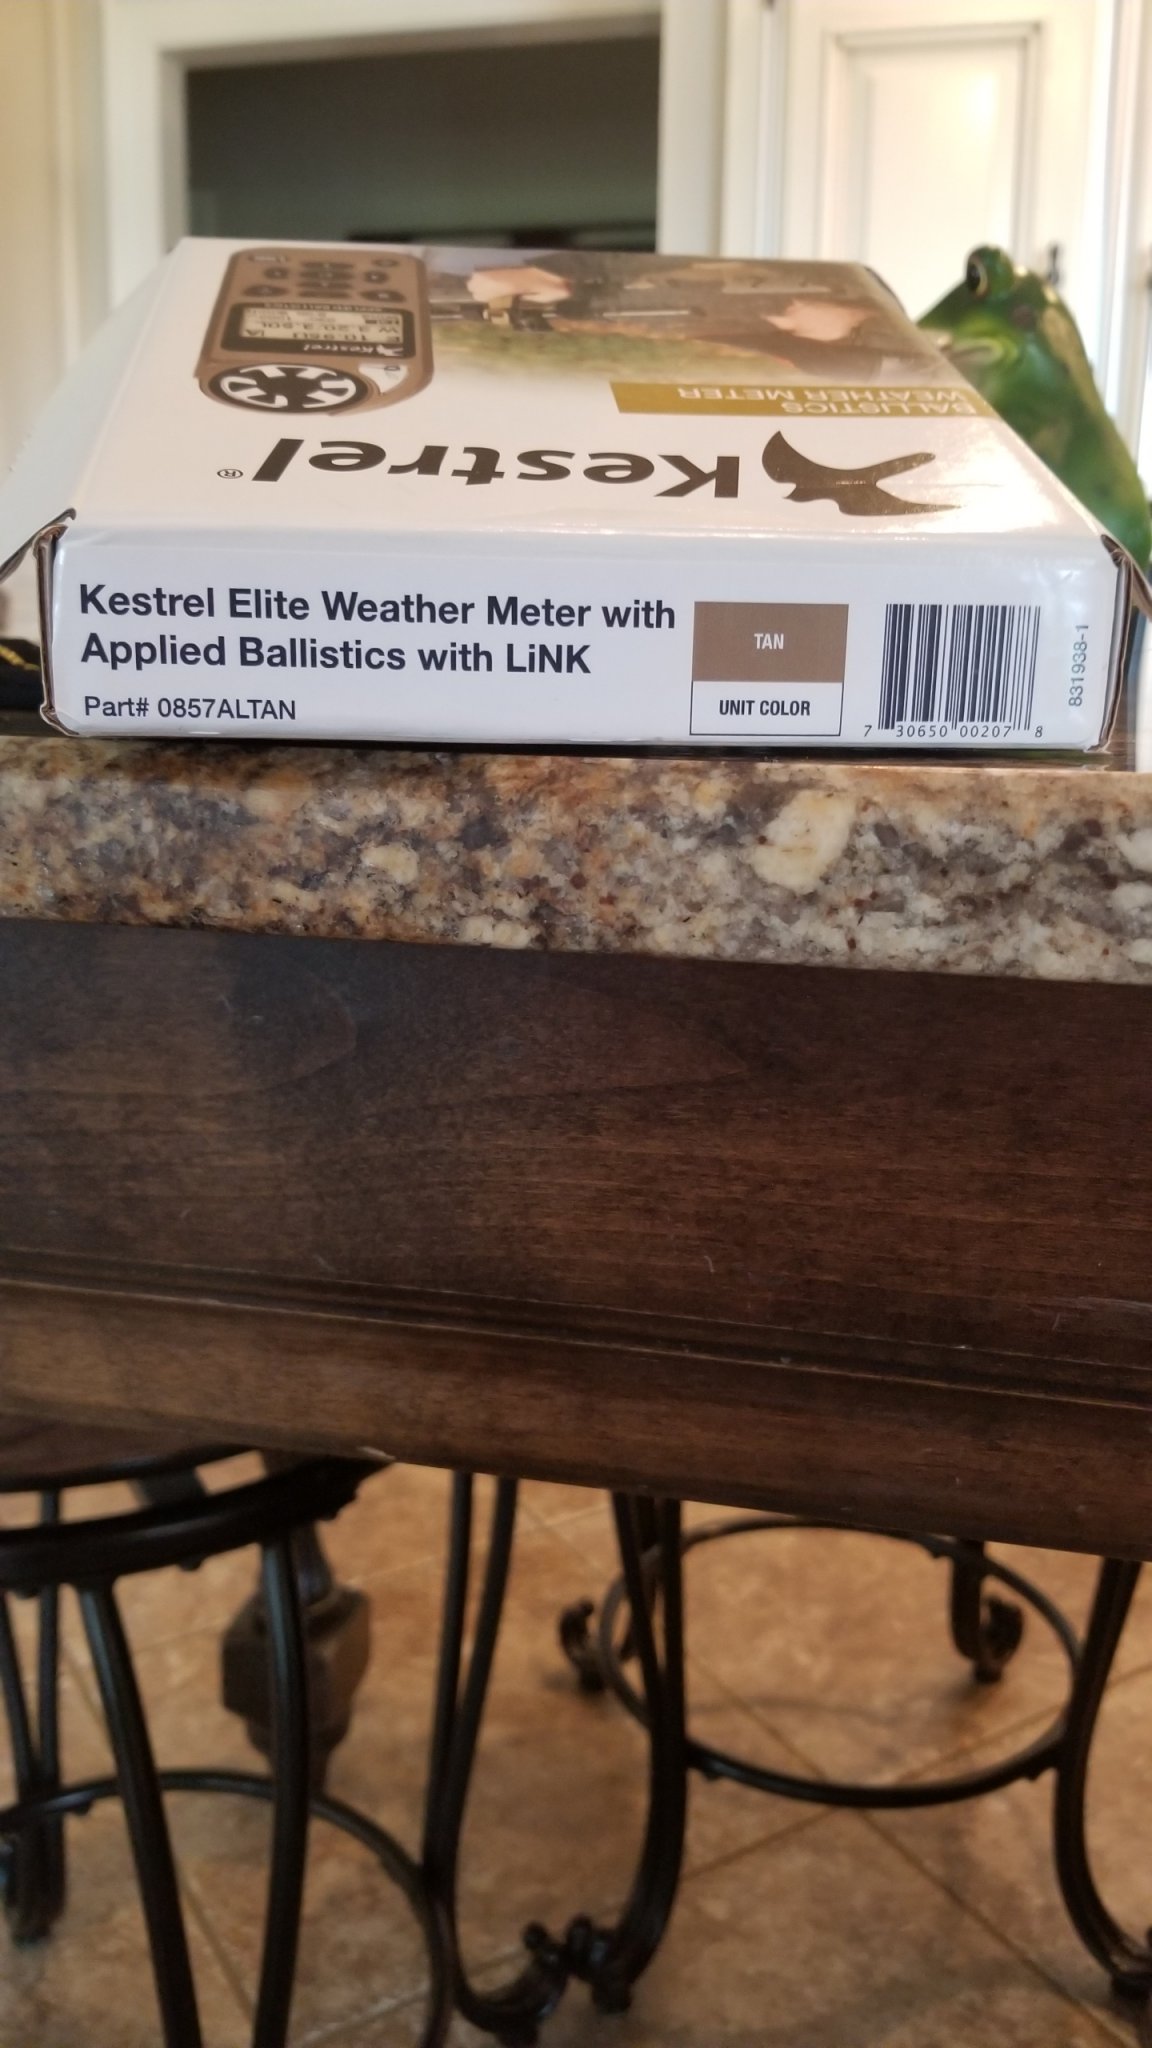 BALLISTICS
WEATHER METER
Kestrel®
Kestrel
Kestrel Elite Weather Meter with
Applied Ballistics with LiNK
Part# 0857ALTAN
TAN
UNIT COLOR
7 30650 00207 8
831938-1